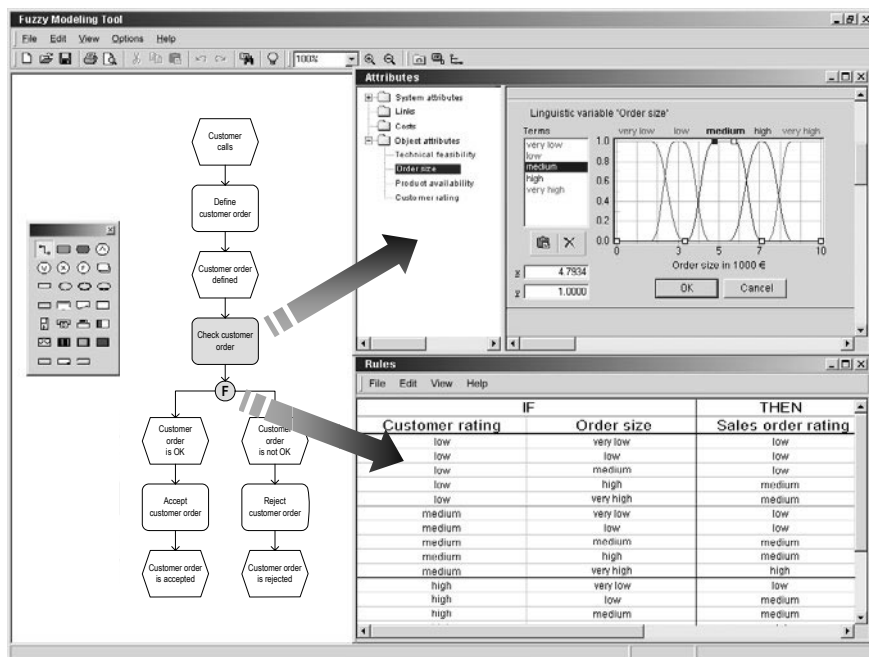 Fuzzy Modeling Tool
File Edit View Options Help
100%
Customer calls
Define customer order
Customer order defined
Check customer order
F
Customer order is OK
Customer order is not OK
Accept customer order
Reject customer order
Customer order is accepted
Customer order is rejected
Attributes
System attributes
Links
Costs
Object attributes
Technical feasibility
Order size
Product availability
Customer rating
Linguistic variable 'Order size'
Terms
very low
low
medium
high
very high
very low low medium high very high
1.0
0.8
0.6
0.4
0.2
0.0
0 3 5 7 10
Order size in 1000 €
x 4.7934
y 1.0000
OK Cancel
Rules
File Edit View Help
IF THEN
Customer rating Order size Sales order rating
low very low low
low low low
low medium low
low high medium
low very high medium
medium very low low
medium low low
medium medium medium
medium high medium
medium very high high
high very low low
high low medium
high medium medium